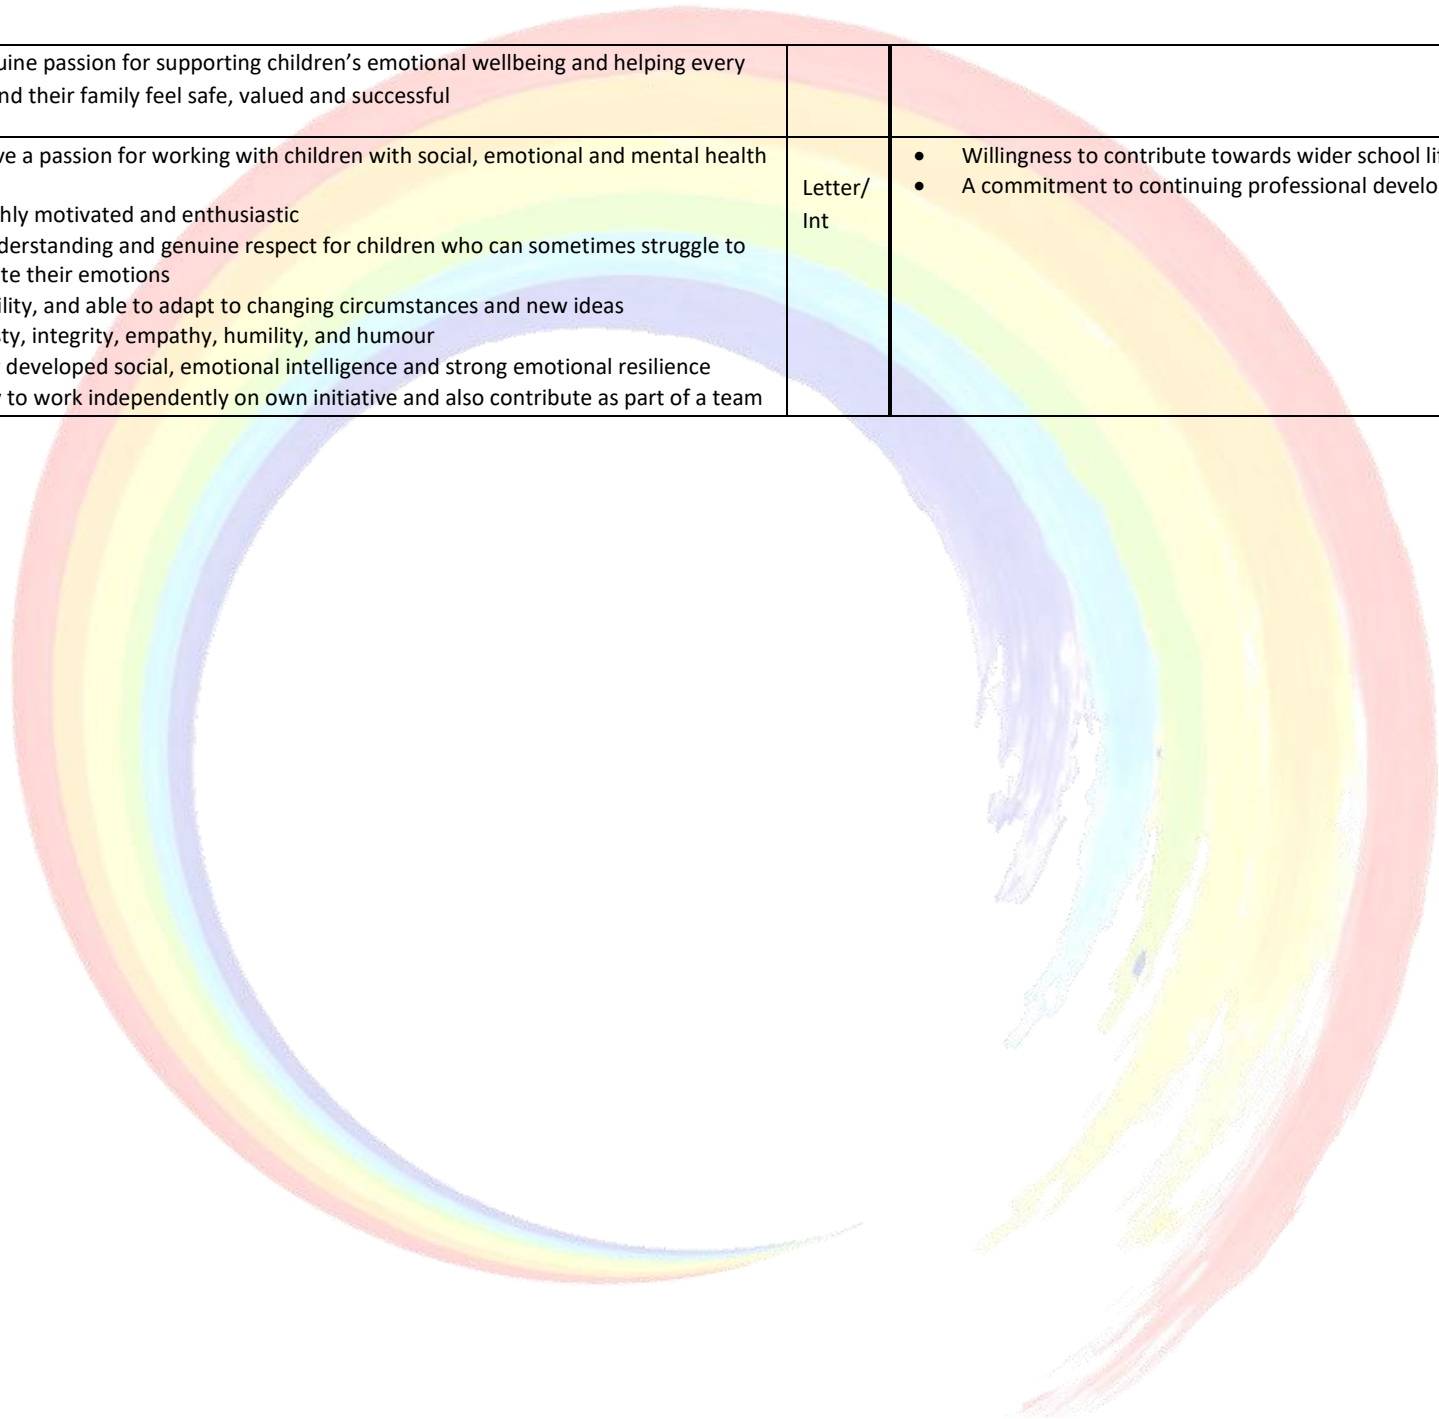 uine passion for supporting children’s emotional wellbeing and helping every
nd their family feel safe, valued and successful
ve a passion for working with children with social, emotional and mental health
hly motivated and enthusiastic
derstanding and genuine respect for children who can sometimes struggle to
te their emotions
ility, and able to adapt to changing circumstances and new ideas
ty, integrity, empathy, humility, and humour
developed social, emotional intelligence and strong emotional resilience
to work independently on own initiative and also contribute as part of a team
Letter/
Int
• Willingness to contribute towards wider school li
• A commitment to continuing professional develo